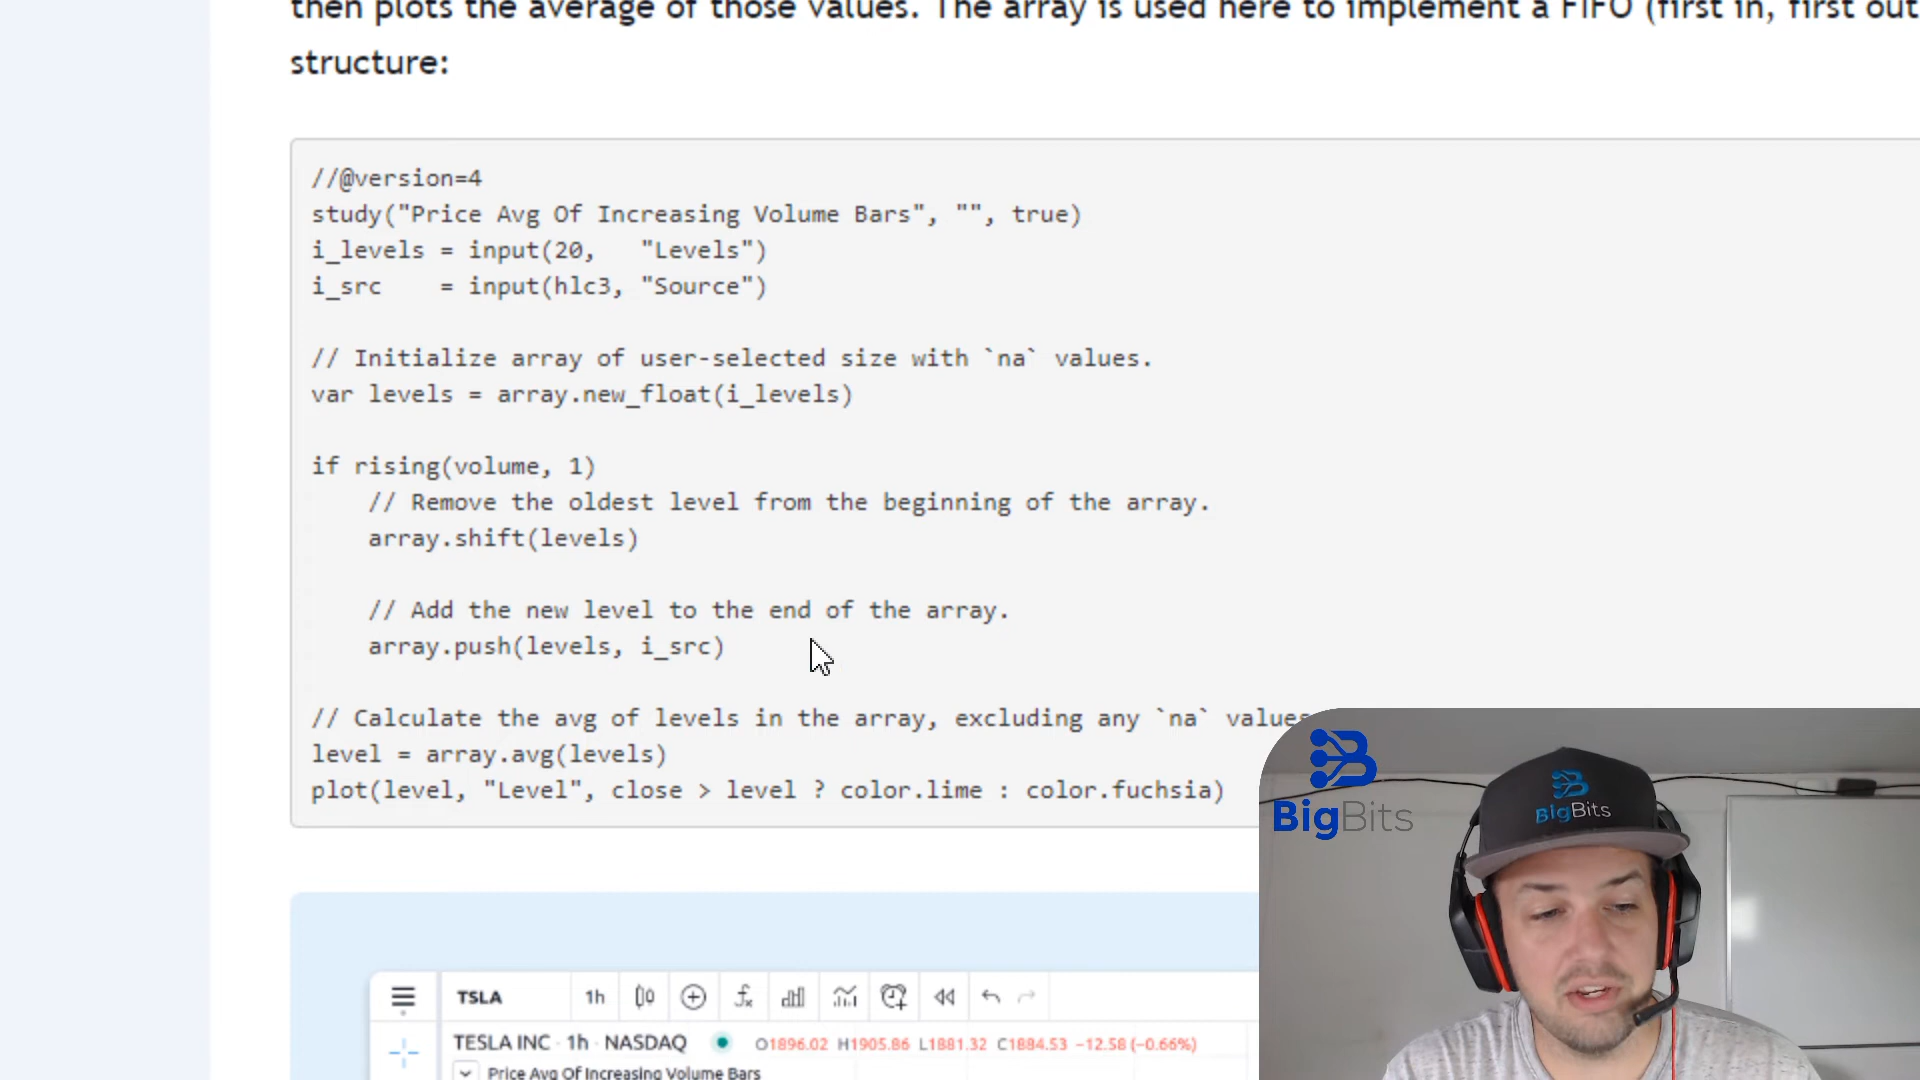 then plots the average of those values. The array is used here to implement a FIFO (first in, first out
structure:
//@version=4
study("Price Avg Of Increasing Volume Bars", "", true)
i_levels = input(20,   "Levels")
i_src    = input(hlc3, "Source")
// Initialize array of user-selected size with `na` values.
var levels = array.new_float(i_levels)
if rising(volume, 1)
    // Remove the oldest level from the beginning of the array.
    array.shift(levels)
    // Add the new level to the end of the array.
    array.push(levels, i_src)
// Calculate the avg of levels in the array, excluding any `na` values
level = array.avg(levels)
plot(level, "Level", close > level ? color.lime : color.fuchsia)
BigBits
BigBits
TSLA 1h
TESLA INC · 1h · NASDAQ O1896.02 H1905.86 L1881.32 C1884.53 −12.58 (−0.66%)
Price Avg Of Increasing Volume Bars